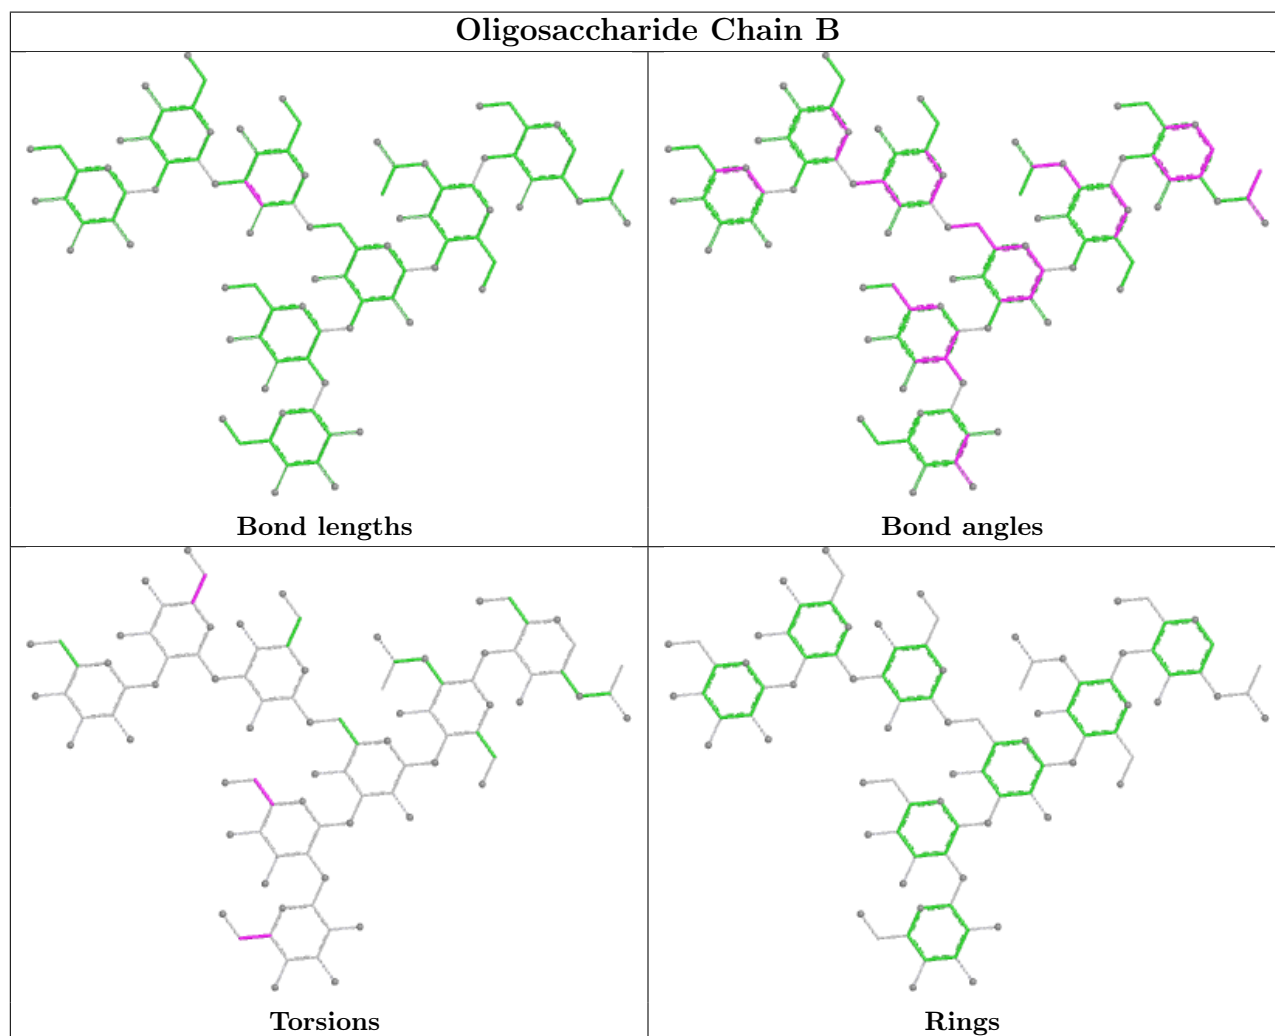 Oligosaccharide Chain B
Bond lengths
Bond angles
Torsions
Rings